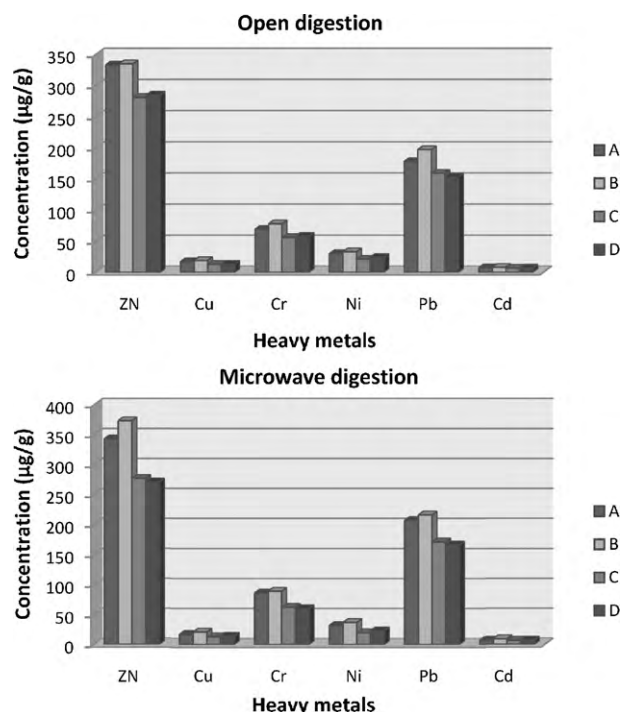 Open digestion
Concentration (µg/g)
350
300
250
200
150
100
50
0
ZN Cu Cr Ni Pb Cd
Heavy metals
A
B
C
D
Microwave digestion
Concentration (µg/g)
400
350
300
250
200
150
100
50
0
ZN Cu Cr Ni Pb Cd
Heavy metals
A
B
C
D